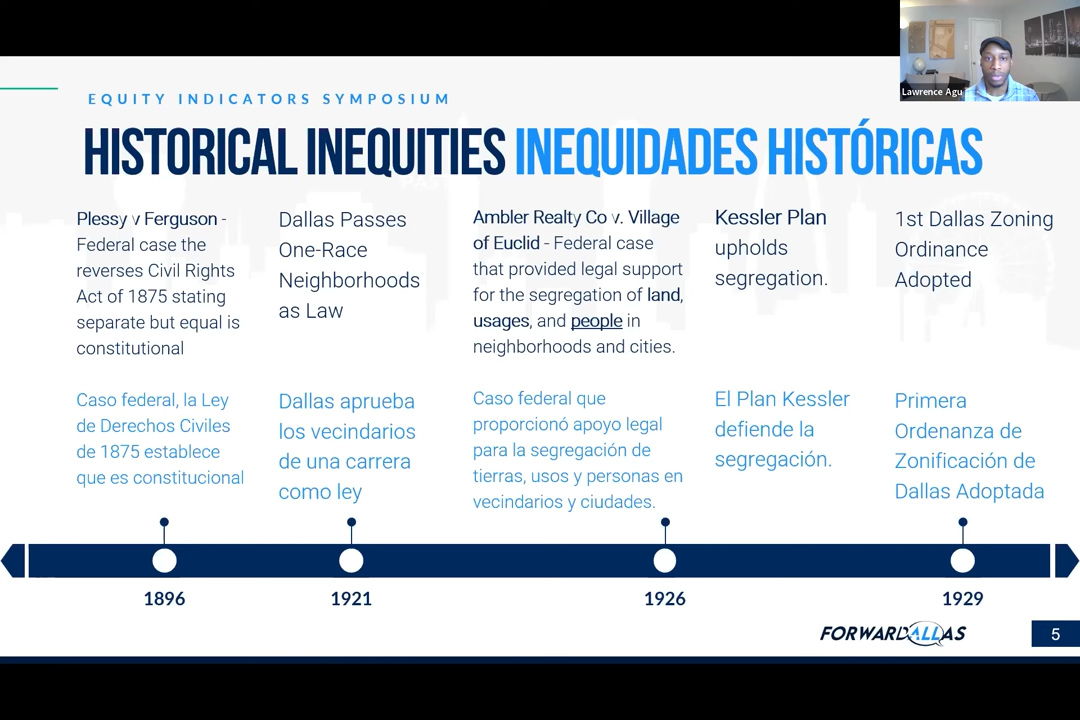 Lawrence Agu
EQUITY INDICATORS SYMPOSIUM
HISTORICAL INEQUITIES INEQUIDADES HISTÓRICAS
Plessy v Ferguson -
Federal case the
reverses Civil Rights
Act of 1875 stating
separate but equal is
constitutional
Dallas Passes
One-Race
Neighborhoods
as Law
Ambler Realty Co v. Village
of Euclid - Federal case
that provided legal support
for the segregation of land,
usages, and people in
neighborhoods and cities.
Kessler Plan
upholds
segregation.
1st Dallas Zoning
Ordinance
Adopted
Caso federal, la Ley
de Derechos Civiles
de 1875 establece
que es constitucional
Dallas aprueba
los vecindarios
de una carrera
como ley
Caso federal que
proporcionó apoyo legal
para la segregación de
tierras, usos y personas en
vecindarios y ciudades.
El Plan Kessler
defiende la
segregación.
Primera
Ordenanza de
Zonificación de
Dallas Adoptada
1896
1921
1926
1929
FORWARDALLAS
5